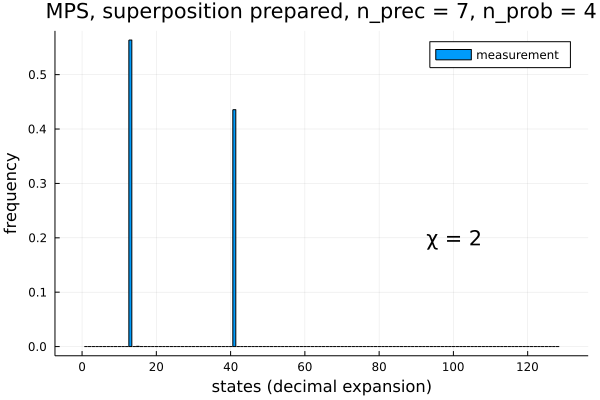 MPS, superposition prepared, n_prec = 7, n_prob = 4
measurement
0.5
0.4
0.3
0.2
0.1
0.0
frequency
χ = 2
0 20 40 60 80 100 120
states (decimal expansion)